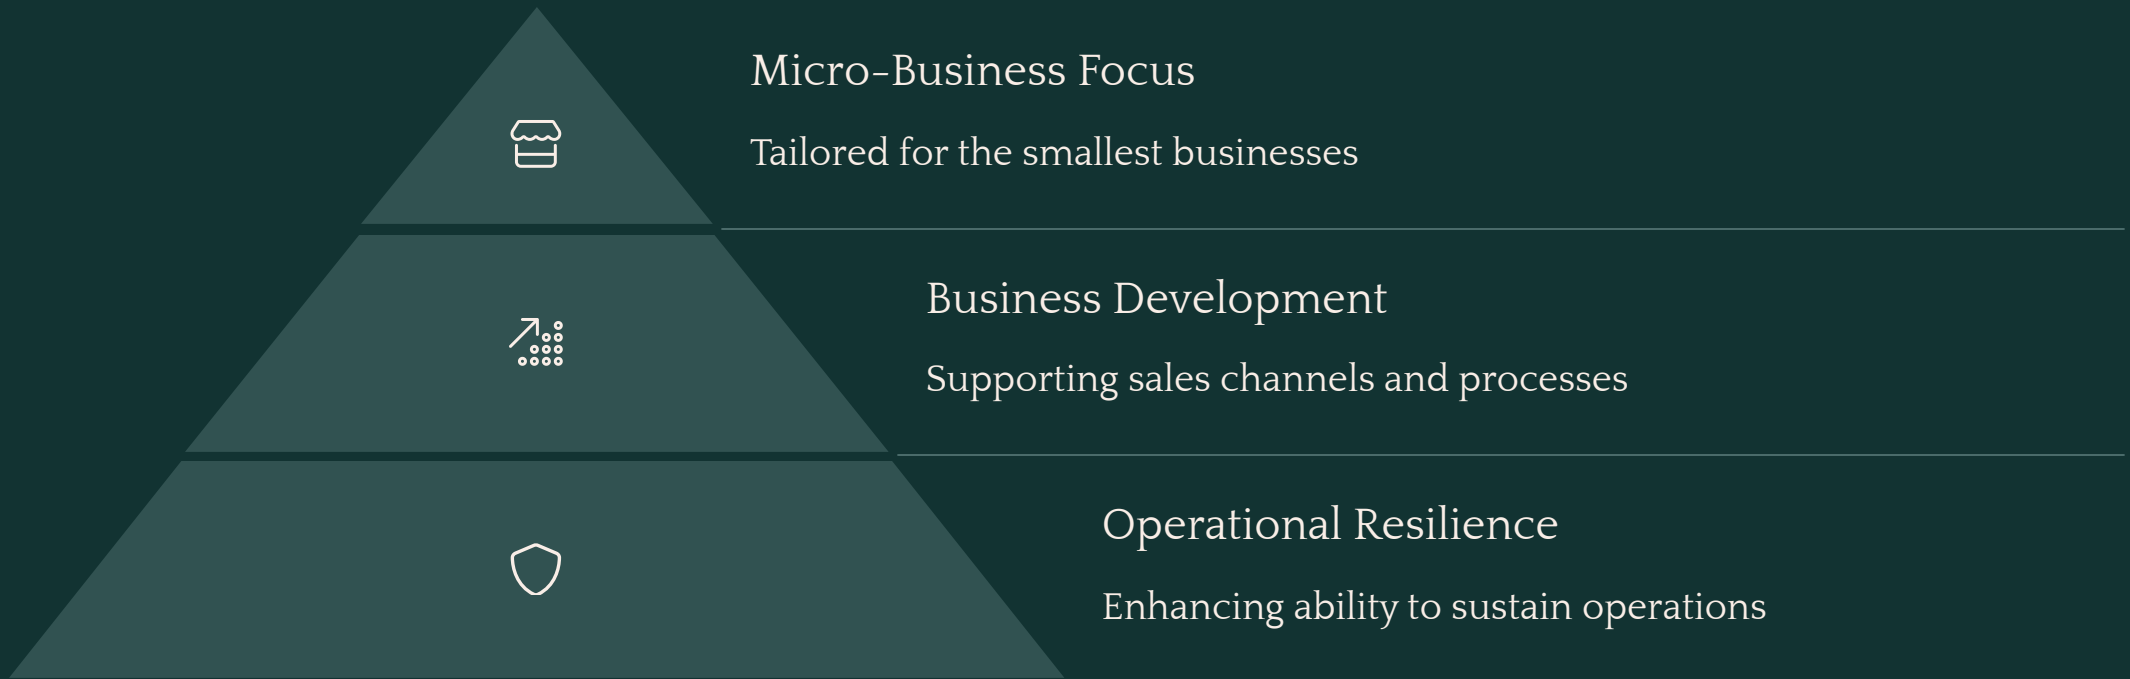 Micro-Business Focus
Tailored for the smallest businesses
Business Development
Supporting sales channels and processes
Operational Resilience
Enhancing ability to sustain operations